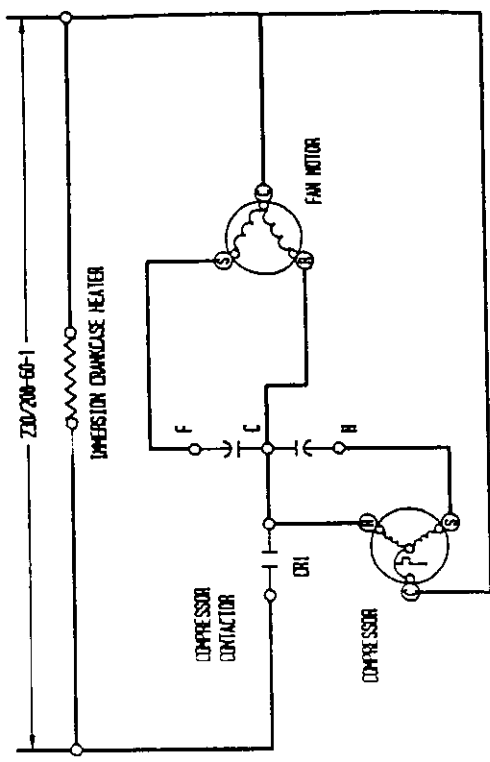 230/208-60-1
IMMERSION CRANKCASE HEATER
F
COMPRESSOR
CONTACTOR
S
C
C
CR1
R
FAN MOTOR
H
COMPRESSOR
R
C
S